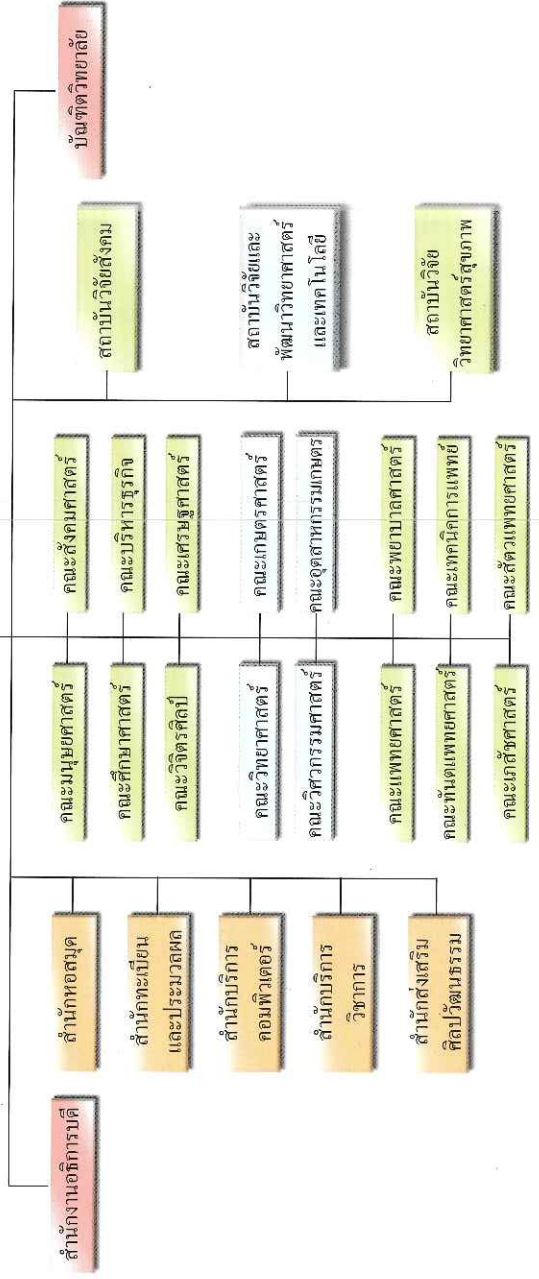 สำนักงานอธิการบดี
สำนักหอสมุด
สำนักทะเบียน
และประมวลผล
สำนักบริการ
คอมพิวเตอร์
สำนักบริการ
วิชาการ
สำนักส่งเสริม
ศิลปวัฒนธรรม
คณะมนุษยศาสตร์
คณะศึกษาศาสตร์
คณะวิจิตรศิลป์
คณะวิทยาศาสตร์
คณะวิศวกรรมศาสตร์
คณะแพทยศาสตร์
คณะทันตแพทยศาสตร์
คณะเภสัชศาสตร์
คณะสังคมศาสตร์
คณะบริหารธุรกิจ
คณะเศรษฐศาสตร์
คณะเกษตรศาสตร์
คณะอุตสาหกรรมเกษตร
คณะพยาบาลศาสตร์
คณะเทคนิคการแพทย์
คณะสัตวแพทยศาสตร์
สถาบันวิจัยสังคม
สถาบันวิจัยและ
พัฒนาวิทยาศาสตร์
และเทคโนโลยี
สถาบันวิจัย
วิทยาศาสตร์สุขภาพ
บัณฑิตวิทยาลัย